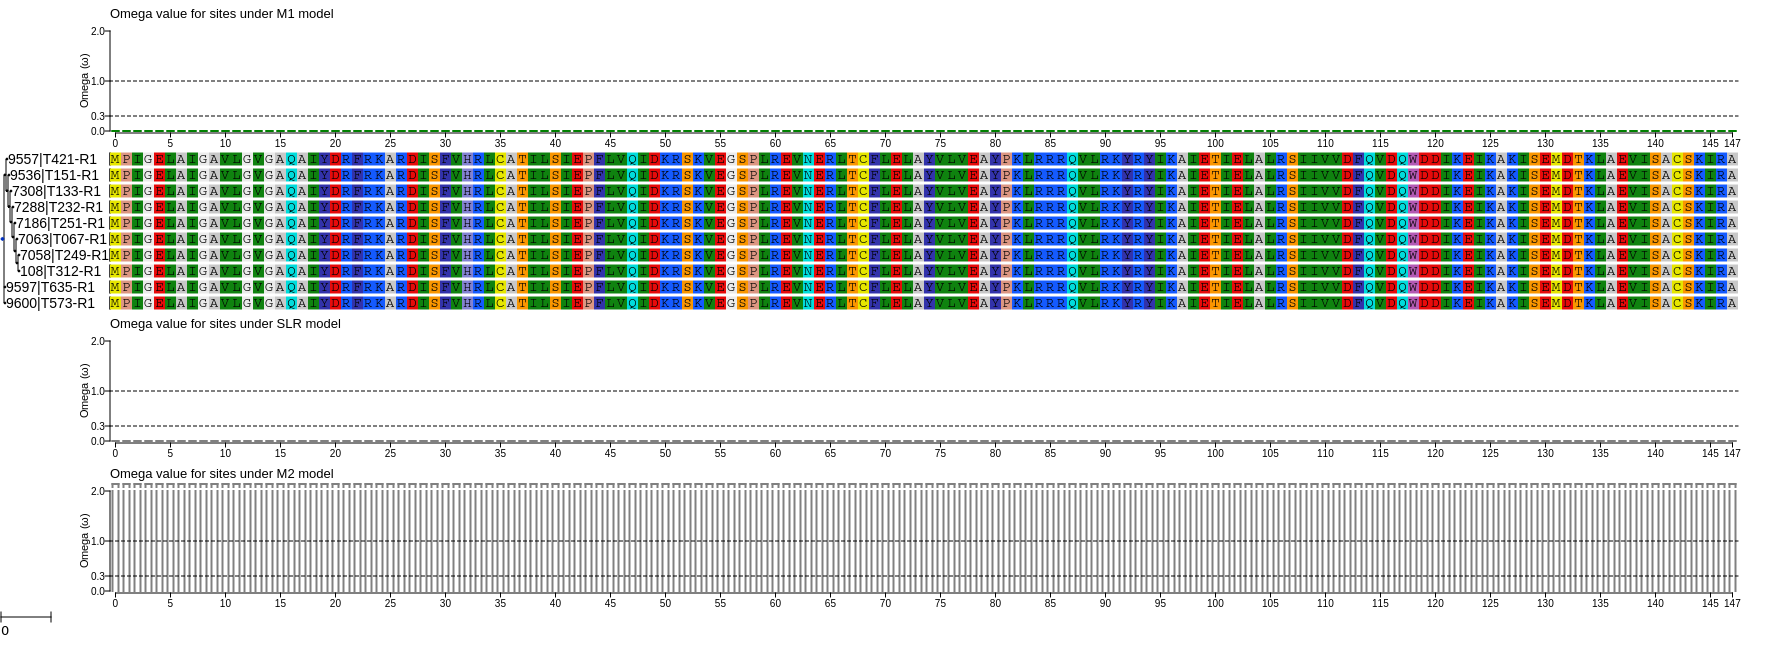 Omega value for sites under M1 model
2.0
Omega (ω)
1.0
0.3
0.0
0 5 10 15 20 25 30 35 40 45 50 55 60 65 70 75 80 85 90 95 100 105 110 115 120 125 130 135 140 145 147
9557|T421-R1 MPIGELAIGAVLGVGAQAIYDRFRKARDISFVHRLCATILSIEPFLVQIDKRSKVEGSPLREVNERLTCFLELAYVLVEAYPKLRRRQVLRKYRYIKAIETIELALRSIIVVDFQVDQWDDIKEIKAKISEMDTKLAEVISACSKIRA
9536|T151-R1 MPIGELAIGAVLGVGAQAIYDRFRKARDISFVHRLCATILSIEPFLVQIDKRSKVEGSPLREVNERLTCFLELAYVLVEAYPKLRRRQVLRKYRYIKAIETIELALRSIIVVDFQVDQWDDIKEIKAKISEMDTKLAEVISACSKIRA
7308|T133-R1 MPIGELAIGAVLGVGAQAIYDRFRKARDISFVHRLCATILSIEPFLVQIDKRSKVEGSPLREVNERLTCFLELAYVLVEAYPKLRRRQVLRKYRYIKAIETIELALRSIIVVDFQVDQWDDIKEIKAKISEMDTKLAEVISACSKIRA
7288|T232-R1 MPIGELAIGAVLGVGAQAIYDRFRKARDISFVHRLCATILSIEPFLVQIDKRSKVEGSPLREVNERLTCFLELAYVLVEAYPKLRRRQVLRKYRYIKAIETIELALRSIIVVDFQVDQWDDIKEIKAKISEMDTKLAEVISACSKIRA
7186|T251-R1 MPIGELAIGAVLGVGAQAIYDRFRKARDISFVHRLCATILSIEPFLVQIDKRSKVEGSPLREVNERLTCFLELAYVLVEAYPKLRRRQVLRKYRYIKAIETIELALRSIIVVDFQVDQWDDIKEIKAKISEMDTKLAEVISACSKIRA
7063|T067-R1 MPIGELAIGAVLGVGAQAIYDRFRKARDISFVHRLCATILSIEPFLVQIDKRSKVEGSPLREVNERLTCFLELAYVLVEAYPKLRRRQVLRKYRYIKAIETIELALRSIIVVDFQVDQWDDIKEIKAKISEMDTKLAEVISACSKIRA
7058|T249-R1 MPIGELAIGAVLGVGAQAIYDRFRKARDISFVHRLCATILSIEPFLVQIDKRSKVEGSPLREVNERLTCFLELAYVLVEAYPKLRRRQVLRKYRYIKAIETIELALRSIIVVDFQVDQWDDIKEIKAKISEMDTKLAEVISACSKIRA
108|T312-R1 MPIGELAIGAVLGVGAQAIYDRFRKARDISFVHRLCATILSIEPFLVQIDKRSKVEGSPLREVNERLTCFLELAYVLVEAYPKLRRRQVLRKYRYIKAIETIELALRSIIVVDFQVDQWDDIKEIKAKISEMDTKLAEVISACSKIRA
9597|T635-R1 MPIGELAIGAVLGVGAQAIYDRFRKARDISFVHRLCATILSIEPFLVQIDKRSKVEGSPLREVNERLTCFLELAYVLVEAYPKLRRRQVLRKYRYIKAIETIELALRSIIVVDFQVDQWDDIKEIKAKISEMDTKLAEVISACSKIRA
9600|T573-R1 MPIGELAIGAVLGVGAQAIYDRFRKARDISFVHRLCATILSIEPFLVQIDKRSKVEGSPLREVNERLTCFLELAYVLVEAYPKLRRRQVLRKYRYIKAIETIELALRSIIVVDFQVDQWDDIKEIKAKISEMDTKLAEVISACSKIRA
Omega value for sites under SLR model
2.0
Omega (ω)
1.0
0.3
0.0
0 5 10 15 20 25 30 35 40 45 50 55 60 65 70 75 80 85 90 95 100 105 110 115 120 125 130 135 140 145 147
Omega value for sites under M2 model
2.0
Omega (ω)
1.0
0.3
0.0
0 5 10 15 20 25 30 35 40 45 50 55 60 65 70 75 80 85 90 95 100 105 110 115 120 125 130 135 140 145 147
0